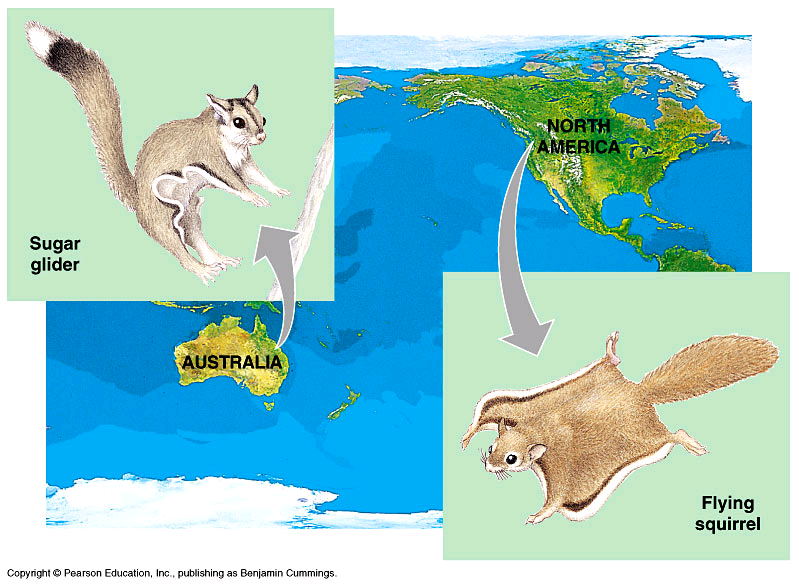 NORTH
AMERICA
Sugar
glider
AUSTRALIA
Flying
squirrel
Copyright © Pearson Education, Inc., publishing as Benjamin Cummings.